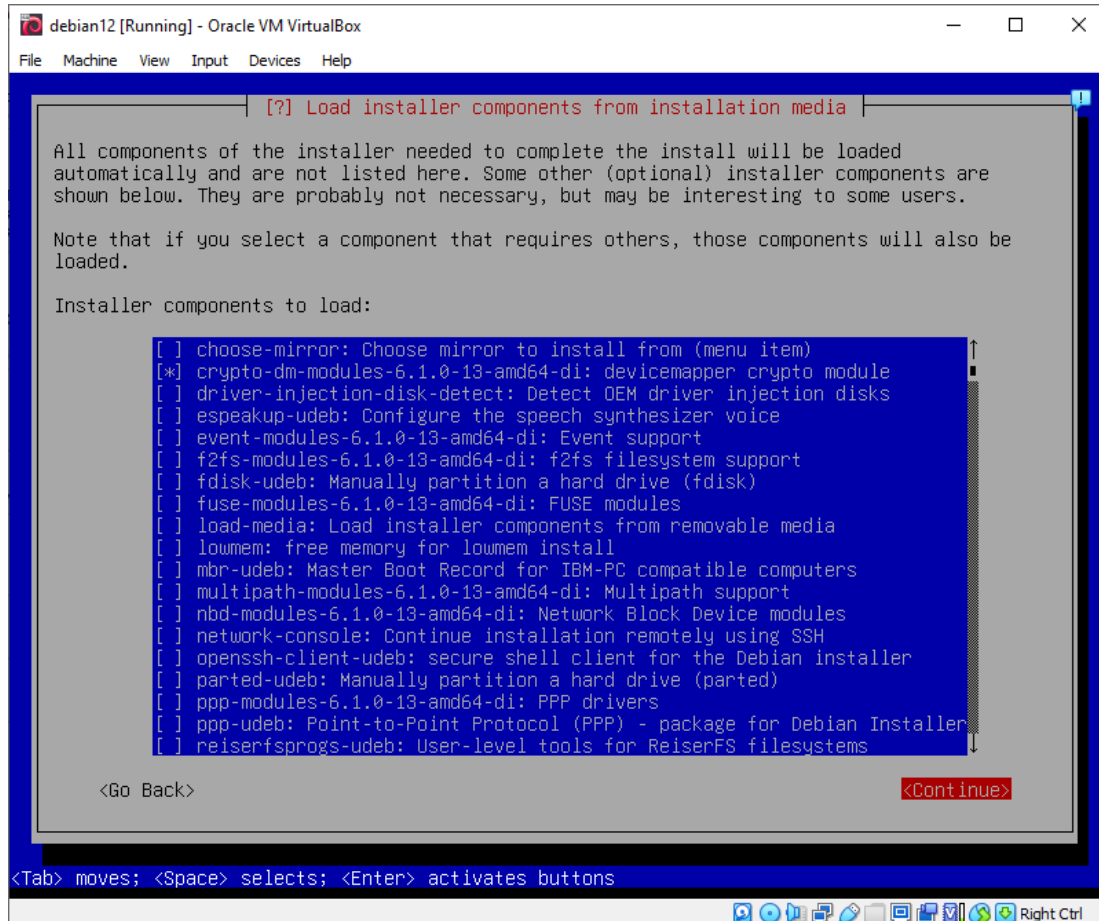 debian12 [Running] - Oracle VM VirtualBox
File Machine View Input Devices Help
[?] Load installer components from installation media
All components of the installer needed to complete the install will be loaded
automatically and are not listed here. Some other (optional) installer components are
shown below. They are probably not necessary, but may be interesting to some users.
Note that if you select a component that requires others, those components will also be
loaded.
Installer components to load:
[ ] choose-mirror: Choose mirror to install from (menu item)
[*] crypto-dm-modules-6.1.0-13-amd64-di: devicemapper crypto module
[ ] driver-injection-disk-detect: Detect OEM driver injection disks
[ ] espeakup-udeb: Configure the speech synthesizer voice
[ ] event-modules-6.1.0-13-amd64-di: Event support
[ ] f2fs-modules-6.1.0-13-amd64-di: f2fs filesystem support
[ ] fdisk-udeb: Manually partition a hard drive (fdisk)
[ ] fuse-modules-6.1.0-13-amd64-di: FUSE modules
[ ] load-media: Load installer components from removable media
[ ] lowmem: free memory for lowmem install
[ ] mbr-udeb: Master Boot Record for IBM-PC compatible computers
[ ] multipath-modules-6.1.0-13-amd64-di: Multipath support
[ ] nbd-modules-6.1.0-13-amd64-di: Network Block Device modules
[ ] network-console: Continue installation remotely using SSH
[ ] openssh-client-udeb: secure shell client for the Debian installer
[ ] parted-udeb: Manually partition a hard drive (parted)
[ ] ppp-modules-6.1.0-13-amd64-di: PPP drivers
[ ] ppp-udeb: Point-to-Point Protocol (PPP) - package for Debian Installer
[ ] reiserfsprogs-udeb: User-level tools for ReiserFS filesystems
<Go Back> <Continue>
<Tab> moves; <Space> selects; <Enter> activates buttons
Right Ctrl